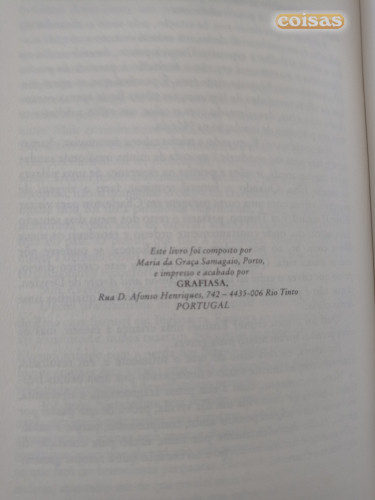 coisas
Este livro foi composto por
Maria da Graça Samagaio, Porto,
e impresso e acabado por
GRAFIASA,
Rua D. Afonso Henriques, 742 – 4435-006 Rio Tinto
PORTUGAL